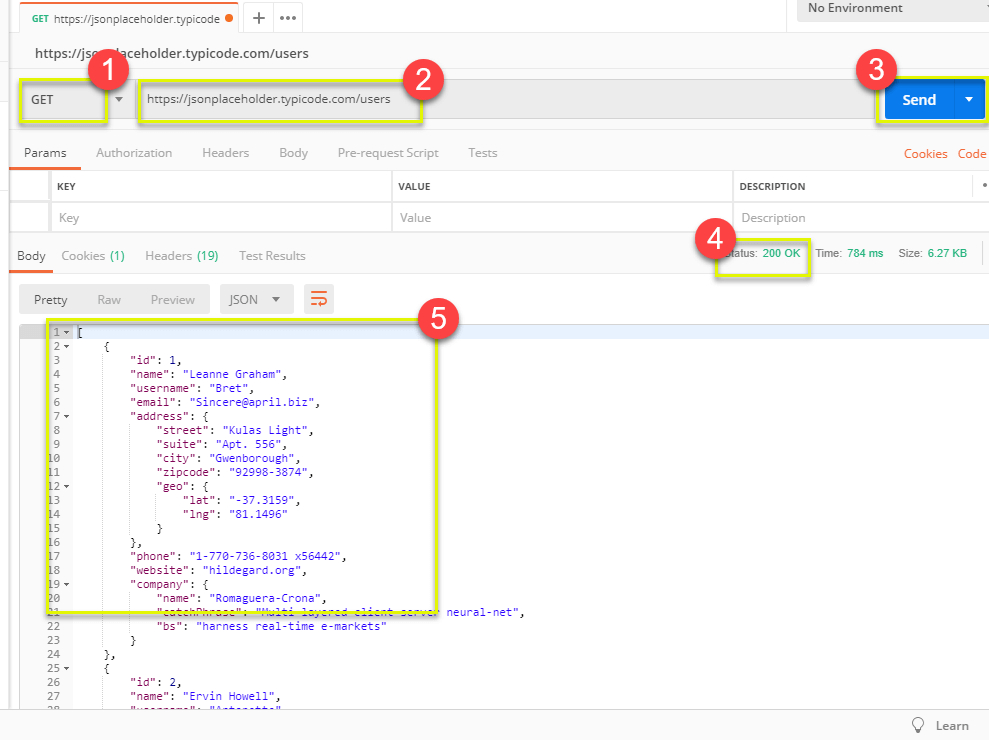 GET https://jsonplaceholder.typicode
No Environment
https://jsonplaceholder.typicode.com/users
1
2
3
GET https://jsonplaceholder.typicode.com/users Send
Params Authorization Headers Body Pre-request Script Tests Cookies Code
KEY VALUE DESCRIPTION
Key Value Description
4
Body Cookies (1) Headers (19) Test Results Status: 200 OK Time: 784 ms Size: 6.27 KB
Pretty Raw Preview JSON
5
1 [
2 {
3 "id": 1,
4 "name": "Leanne Graham",
5 "username": "Bret",
6 "email": "Sincere@april.biz",
7 "address": {
8 "street": "Kulas Light",
9 "suite": "Apt. 556",
10 "city": "Gwenborough",
11 "zipcode": "92998-3874",
12 "geo": {
13 "lat": "-37.3159",
14 "lng": "81.1496"
15 }
16 },
17 "phone": "1-770-736-8031 x56442",
18 "website": "hildegard.org",
19 "company": {
20 "name": "Romaguera-Crona",
21 "catchPhrase": "Multi-layered client-server neural-net",
22 "bs": "harness real-time e-markets"
23 }
24 },
25 {
26 "id": 2,
27 "name": "Ervin Howell",
28 "username": "Antonette"
Learn